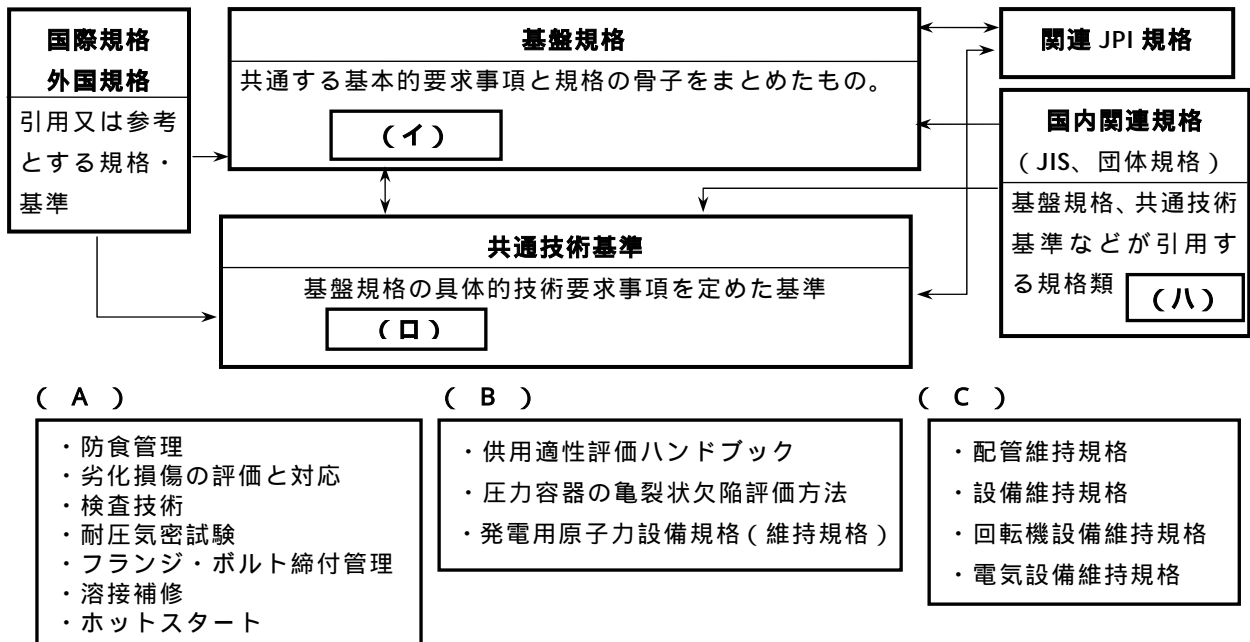 国際規格
外国規格
引用又は参考
とする規格・
基準
基盤規格
共通する基本的要求事項と規格の骨子をまとめたもの。
(イ)
関連 JPI 規格
国内関連規格
(JIS、団体規格)
基盤規格、共通技術
基準などが引用す
る規格類
(ハ)
共通技術基準
基盤規格の具体的技術要求事項を定めた基準
(ロ)
( A )
・防食管理
・劣化損傷の評価と対応
・検査技術
・耐圧気密試験
・フランジ・ボルト締付管理
・溶接補修
・ホットスタート
( B )
・供用適性評価ハンドブック
・圧力容器の亀裂状欠陥評価方法
・発電用原子力設備規格(維持規格)
( C )
・配管維持規格
・設備維持規格
・回転機設備維持規格
・電気設備維持規格